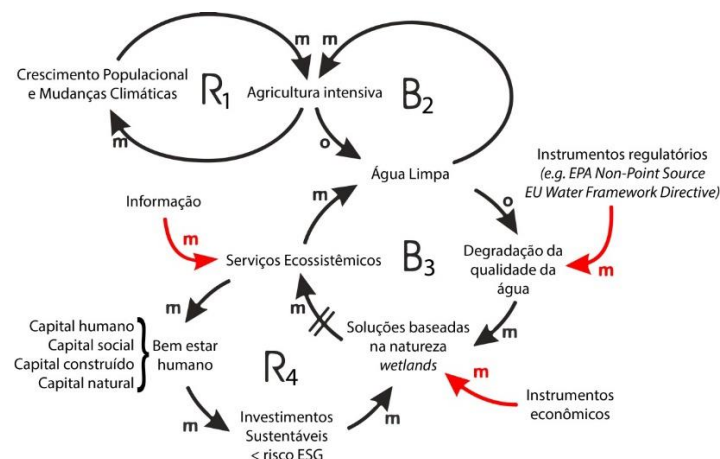 m
m
Crescimento Populacional
e Mudanças Climáticas
R1
Agricultura intensiva
B2
m
o
Água Limpa
Instrumentos regulatórios
(e.g. EPA Non-Point Source
EU Water Framework Directive)
Informação
m
o
m
m
Serviços Ecossistêmicos
B3
Degradação da
qualidade da
água
m
m
m
Capital humano
Capital social
Capital construído
Capital natural
Bem estar
humano
Soluções baseadas
na natureza
wetlands
R4
m
m
Instrumentos
econômicos
m
Investimentos
Sustentáveis
< risco ESG
m